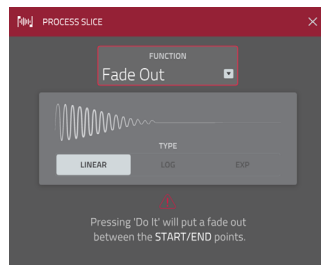 PROCESS SLICE
FUNCTION
Fade Out
TYPE
LINEAR LOG EXP
Pressing 'Do It' will put a fade out
between the START/END points.